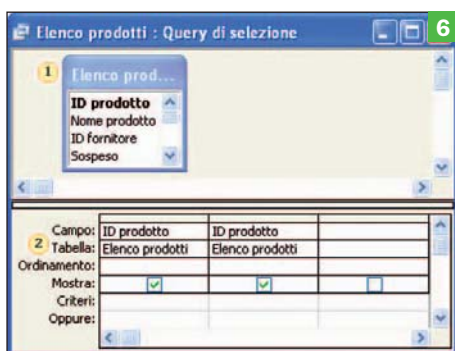 Elenco prodotti : Query di selezione
6
1
Elenco prod...
ID prodotto
Nome prodotto
ID fornitore
Sospeso
2
Campo: ID prodotto ID prodotto
Tabella: Elenco prodotti Elenco prodotti
Ordinamento:
Mostra:
Criteri:
Oppure: